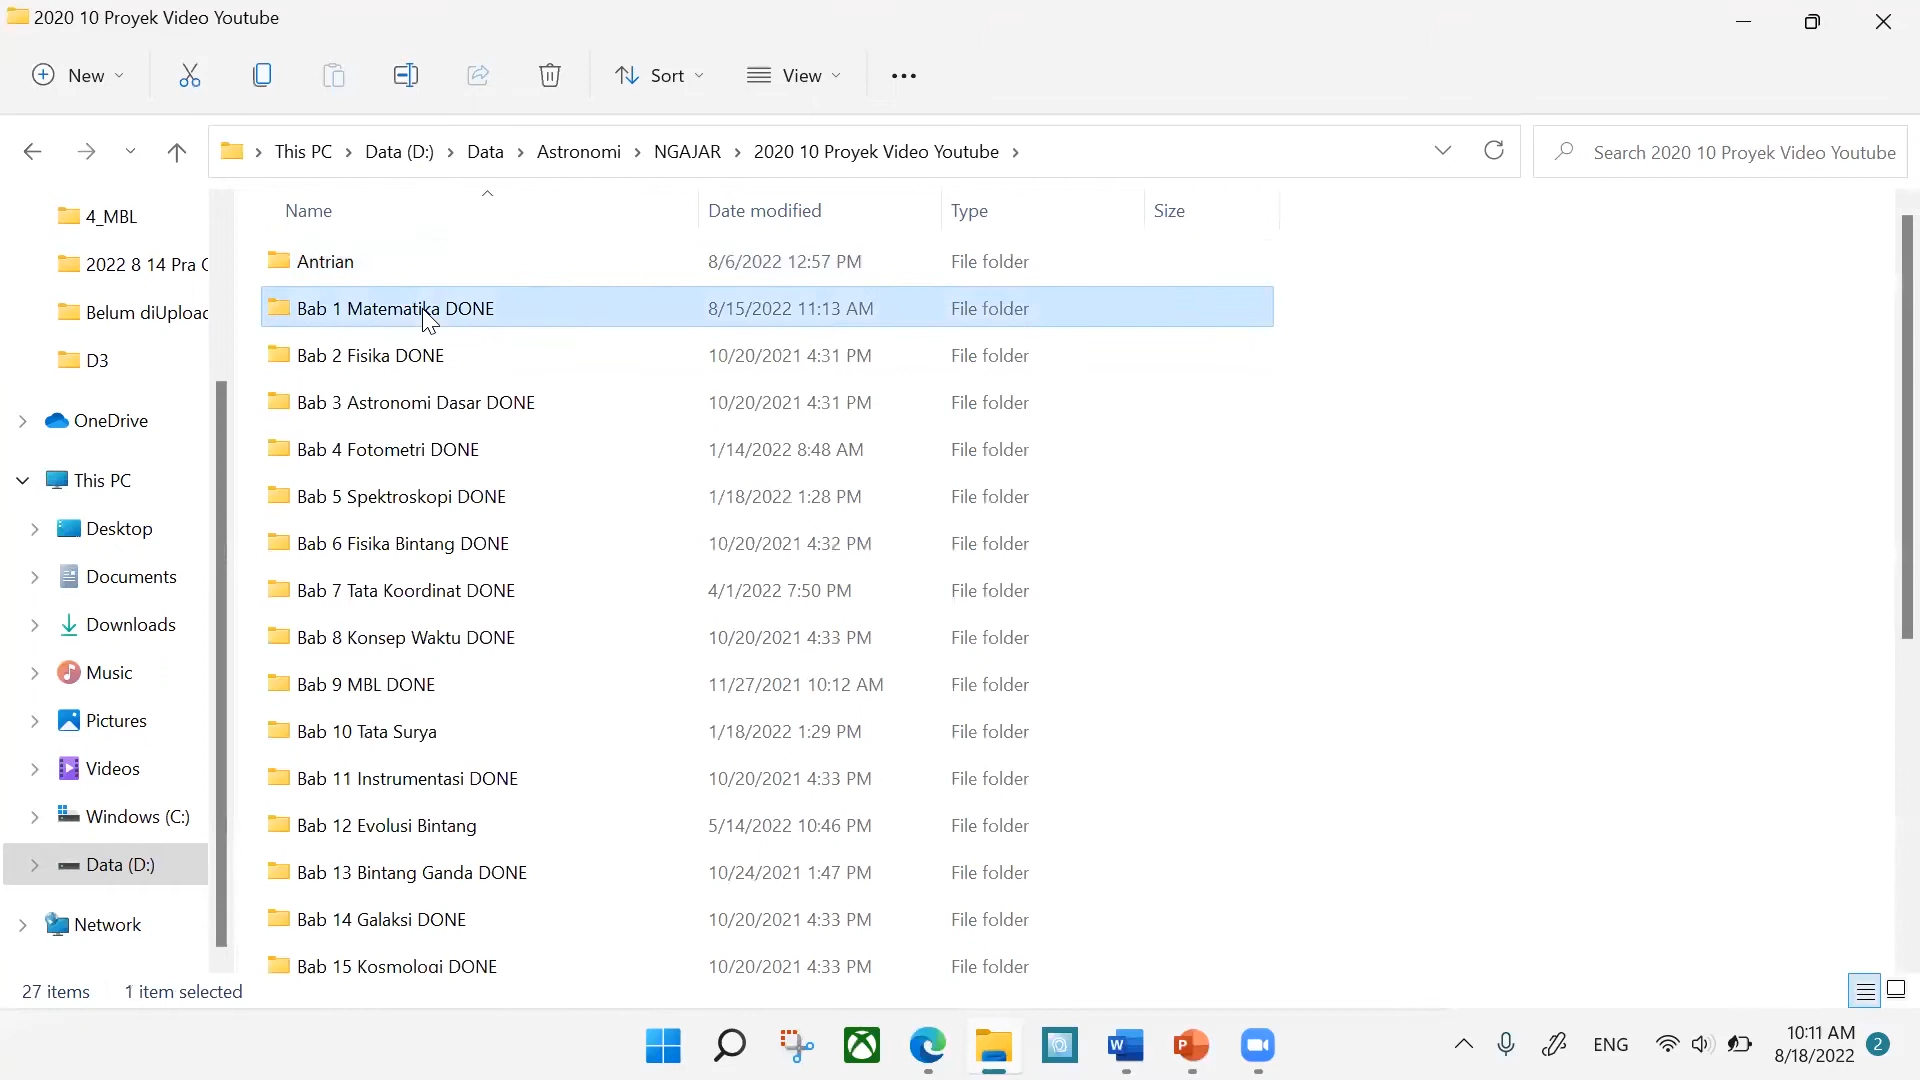 2020 10 Proyek Video Youtube
New
Sort
View
This PC > Data (D:) > Data > Astronomi > NGAJAR > 2020 10 Proyek Video Youtube >
Search 2020 10 Proyek Video Youtube
4_MBL
2022 8 14 Pra
Belum diUploac
D3
OneDrive
This PC
Desktop
Documents
Downloads
Music
Pictures
Videos
Windows (C:)
Data (D:)
Network
Name Date modified Type Size
Antrian 8/6/2022 12:57 PM File folder
Bab 1 Matematika DONE 8/15/2022 11:13 AM File folder
Bab 2 Fisika DONE 10/20/2021 4:31 PM File folder
Bab 3 Astronomi Dasar DONE 10/20/2021 4:31 PM File folder
Bab 4 Fotometri DONE 1/14/2022 8:48 AM File folder
Bab 5 Spektroskopi DONE 1/18/2022 1:28 PM File folder
Bab 6 Fisika Bintang DONE 10/20/2021 4:32 PM File folder
Bab 7 Tata Koordinat DONE 4/1/2022 7:50 PM File folder
Bab 8 Konsep Waktu DONE 10/20/2021 4:33 PM File folder
Bab 9 MBL DONE 11/27/2021 10:12 AM File folder
Bab 10 Tata Surya 1/18/2022 1:29 PM File folder
Bab 11 Instrumentasi DONE 10/20/2021 4:33 PM File folder
Bab 12 Evolusi Bintang 5/14/2022 10:46 PM File folder
Bab 13 Bintang Ganda DONE 10/24/2021 1:47 PM File folder
Bab 14 Galaksi DONE 10/20/2021 4:33 PM File folder
Bab 15 Kosmologi DONE 10/20/2021 4:33 PM File folder
27 items 1 item selected
W
P
ENG
10:11 AM
8/18/2022
2